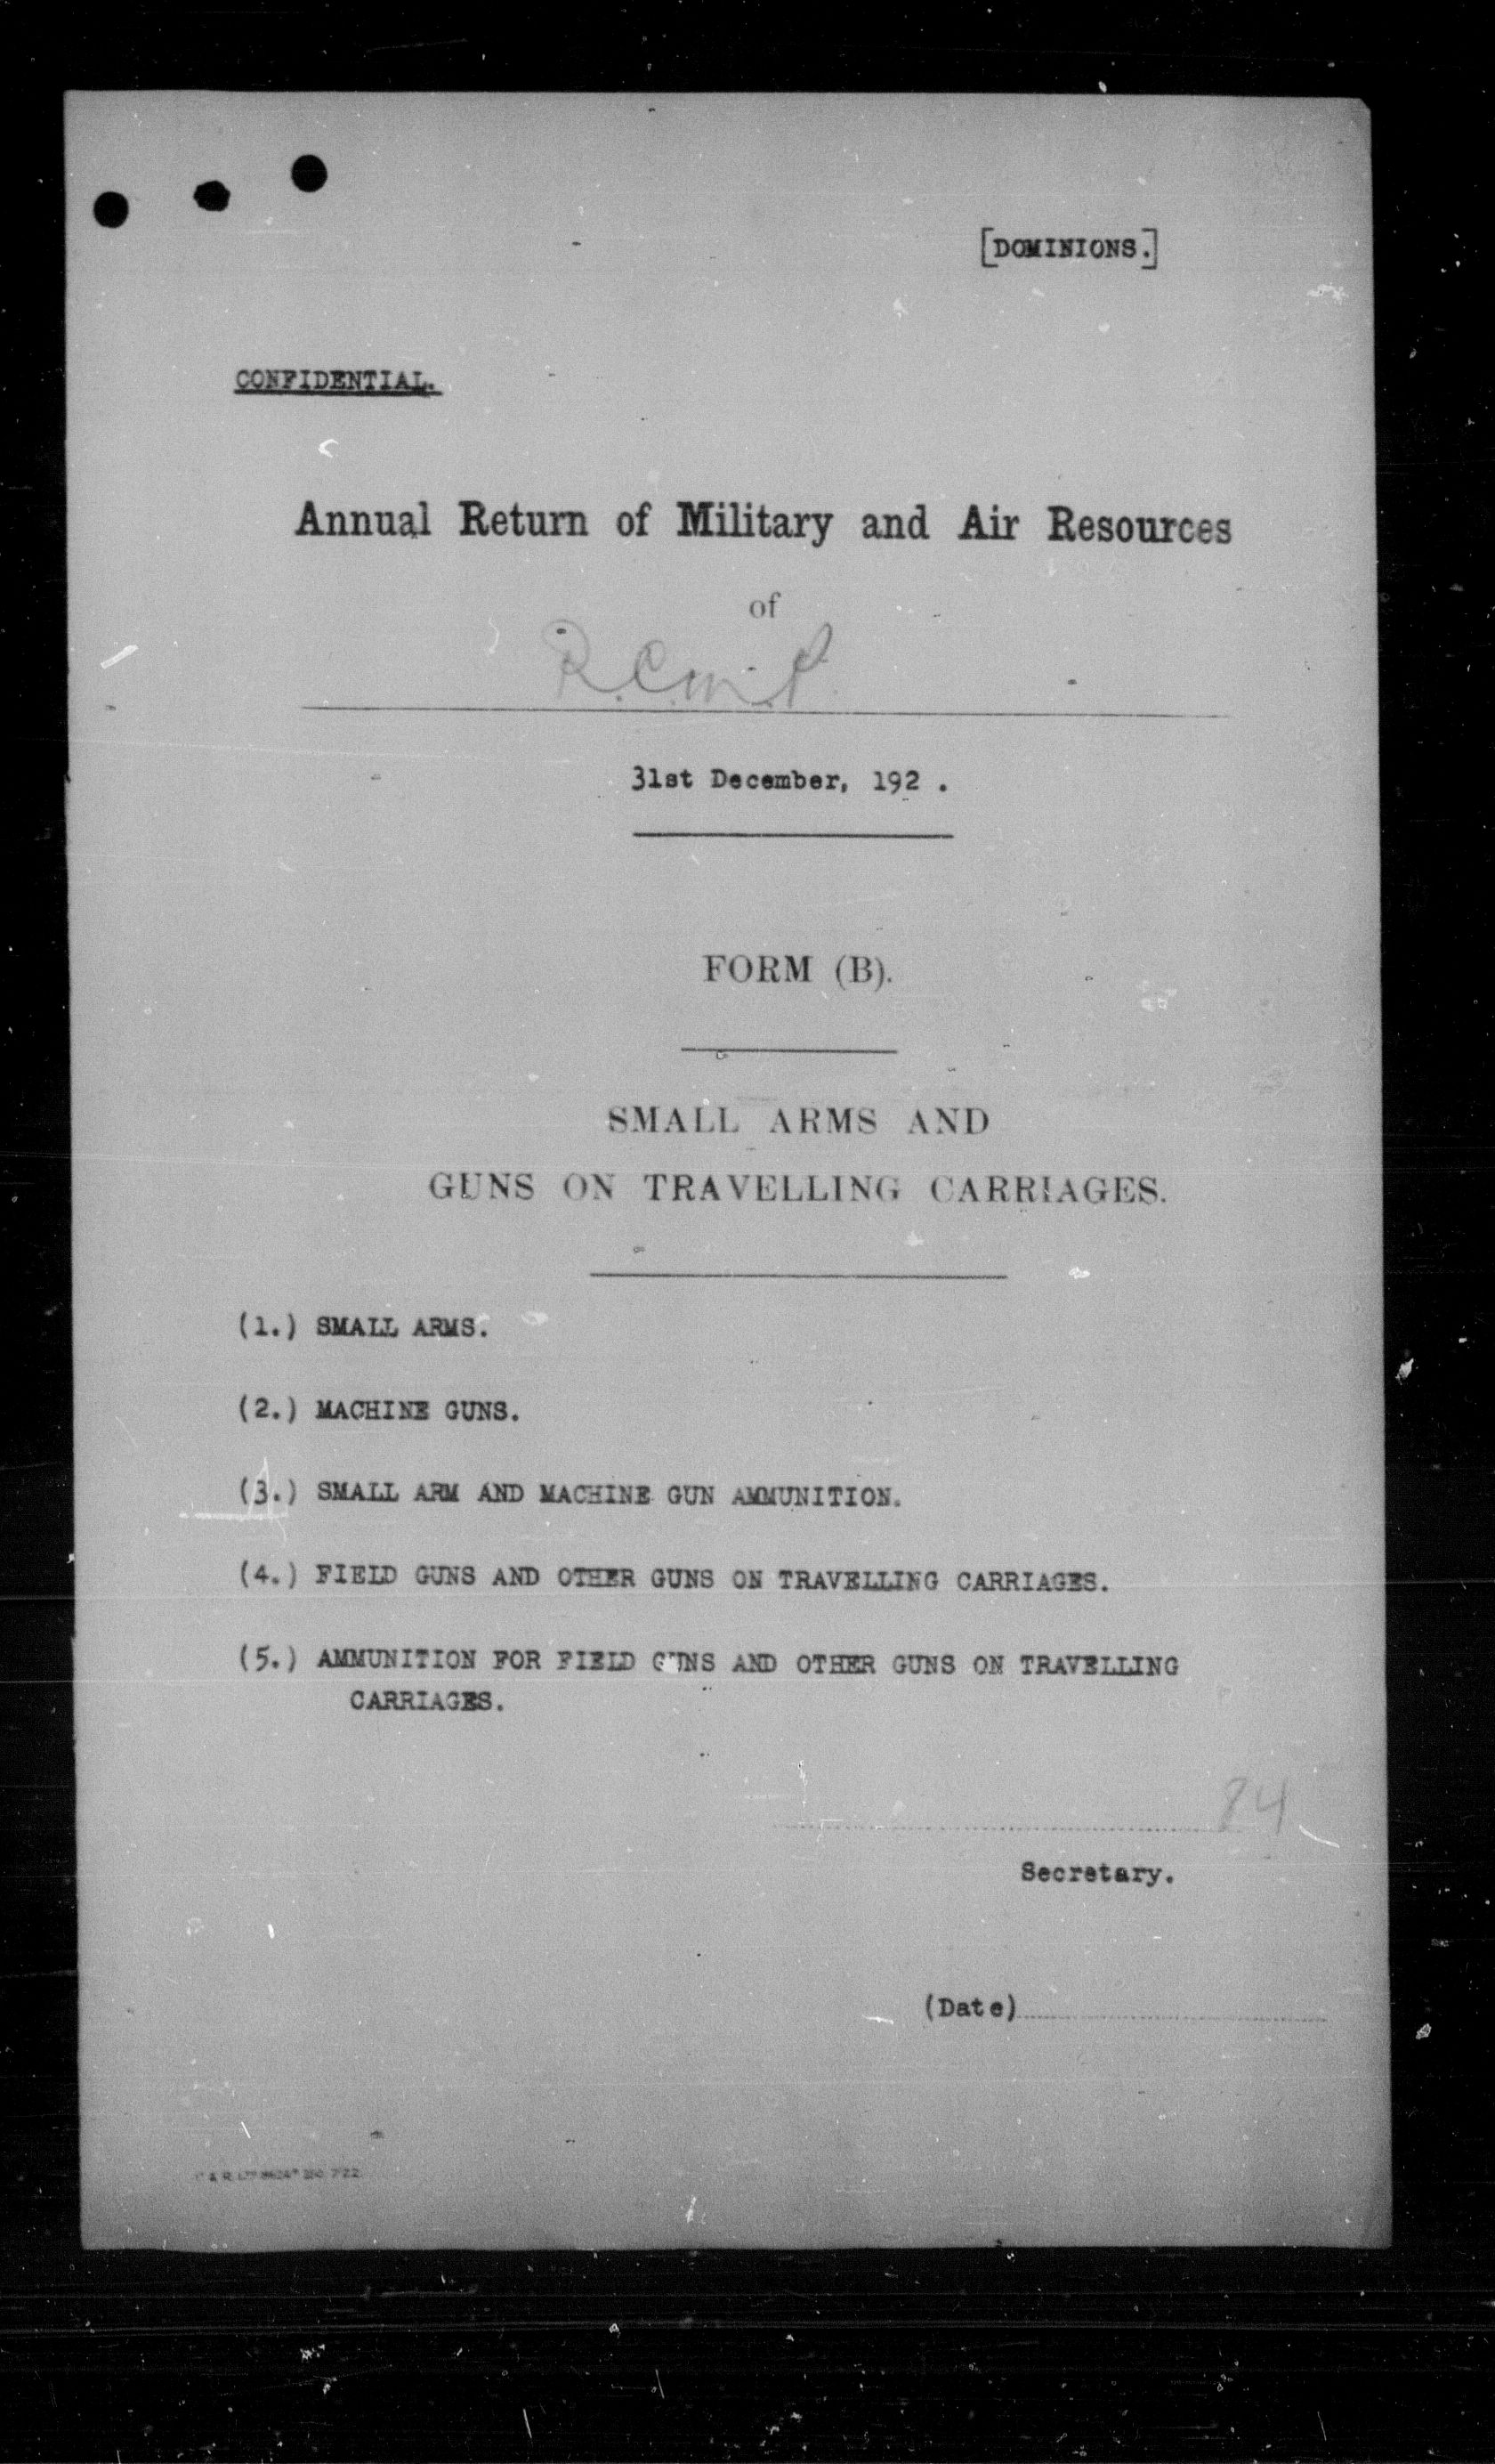 [DOMINIONS.]
CONFIDENTIAL.
Annual Return of Military and Air Resources
of
R.C.M.P.
31st December, 192 .
FORM (B).
SMALL ARMS AND
GUNS ON TRAVELLING CARRIAGES.
(1.) SMALL ARMS.
(2.) MACHINE GUNS.
(3.) SMALL ARM AND MACHINE GUN AMMUNITION.
(4.) FIELD GUNS AND OTHER GUNS ON TRAVELLING CARRIAGES.
(5.) AMMUNITION FOR FIELD GUNS AND OTHER GUNS ON TRAVELLING
CARRIAGES.
84
Secretary.
(Date)